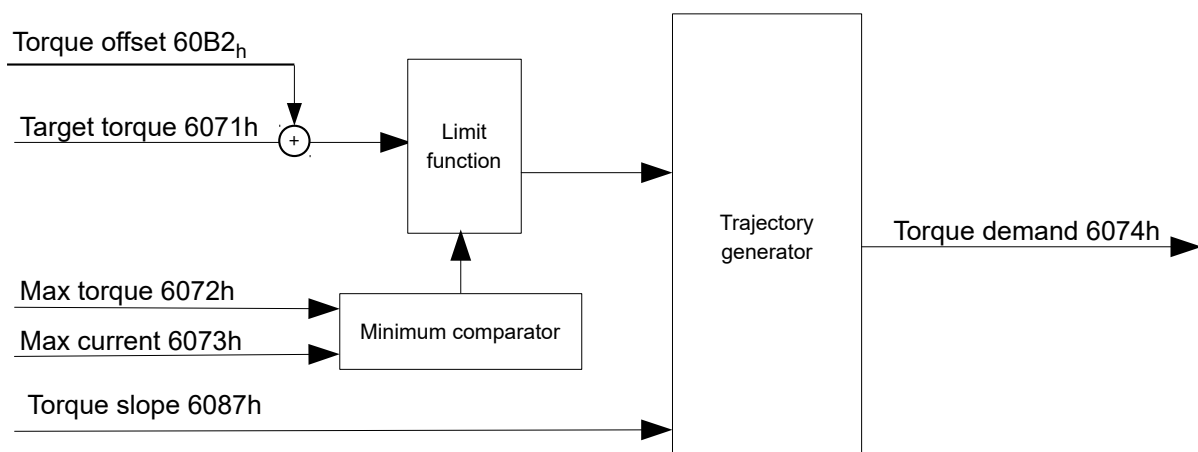 Torque offset 60B2h
Target torque 6071h
+
Limit
function
Trajectory
generator
Torque demand 6074h
Max torque 6072h
Minimum comparator
Max current 6073h
Torque slope 6087h